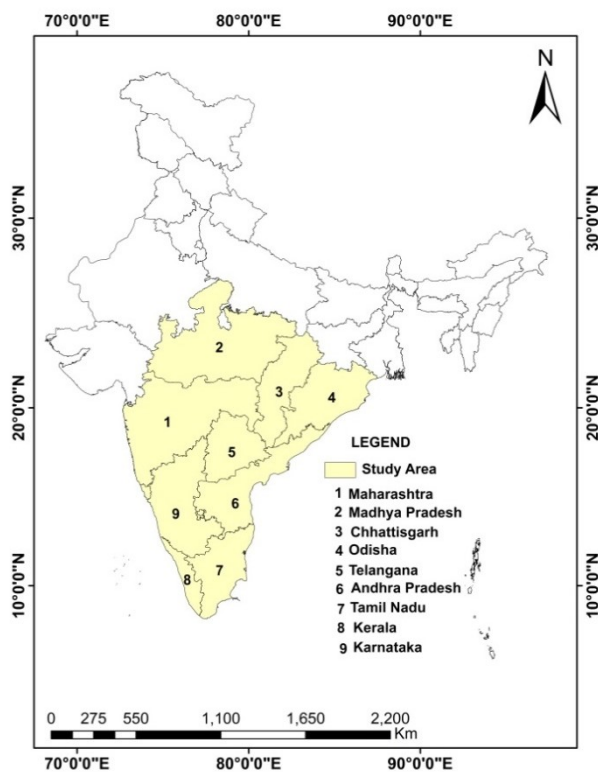 70°0'0"E 80°0'0"E 90°0'0"E
N
30°0'0"N 30°0'0"N
20°0'0"N 20°0'0"N
10°0'0"N 10°0'0"N
2
3
4
1
5
6
9
7
8
LEGEND
Study Area
1 Maharashtra
2 Madhya Pradesh
3 Chhattisgarh
4 Odisha
5 Telangana
6 Andhra Pradesh
7 Tamil Nadu
8 Kerala
9 Karnataka
0 275 550 1,100 1,650 2,200
Km
70°0'0"E 80°0'0"E 90°0'0"E